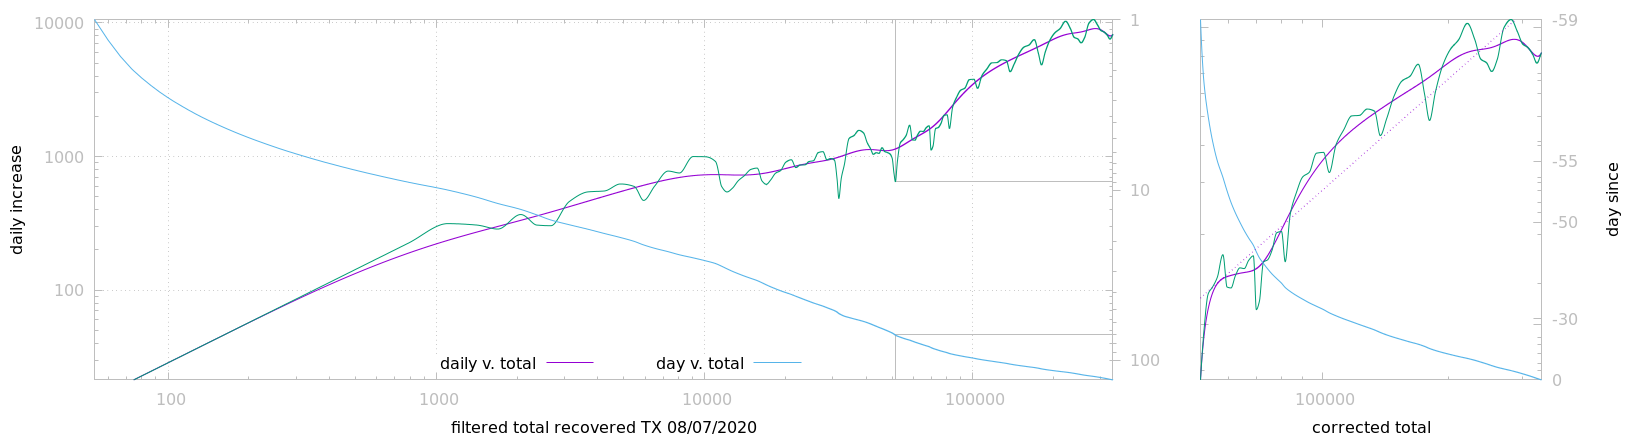 daily increase
10000
1000
100
100
1000
10000
100000
1
10
100
daily v. total
day v. total
filtered total recovered TX 08/07/2020
100000
corrected total
-59
-55
-50
-30
0
day since